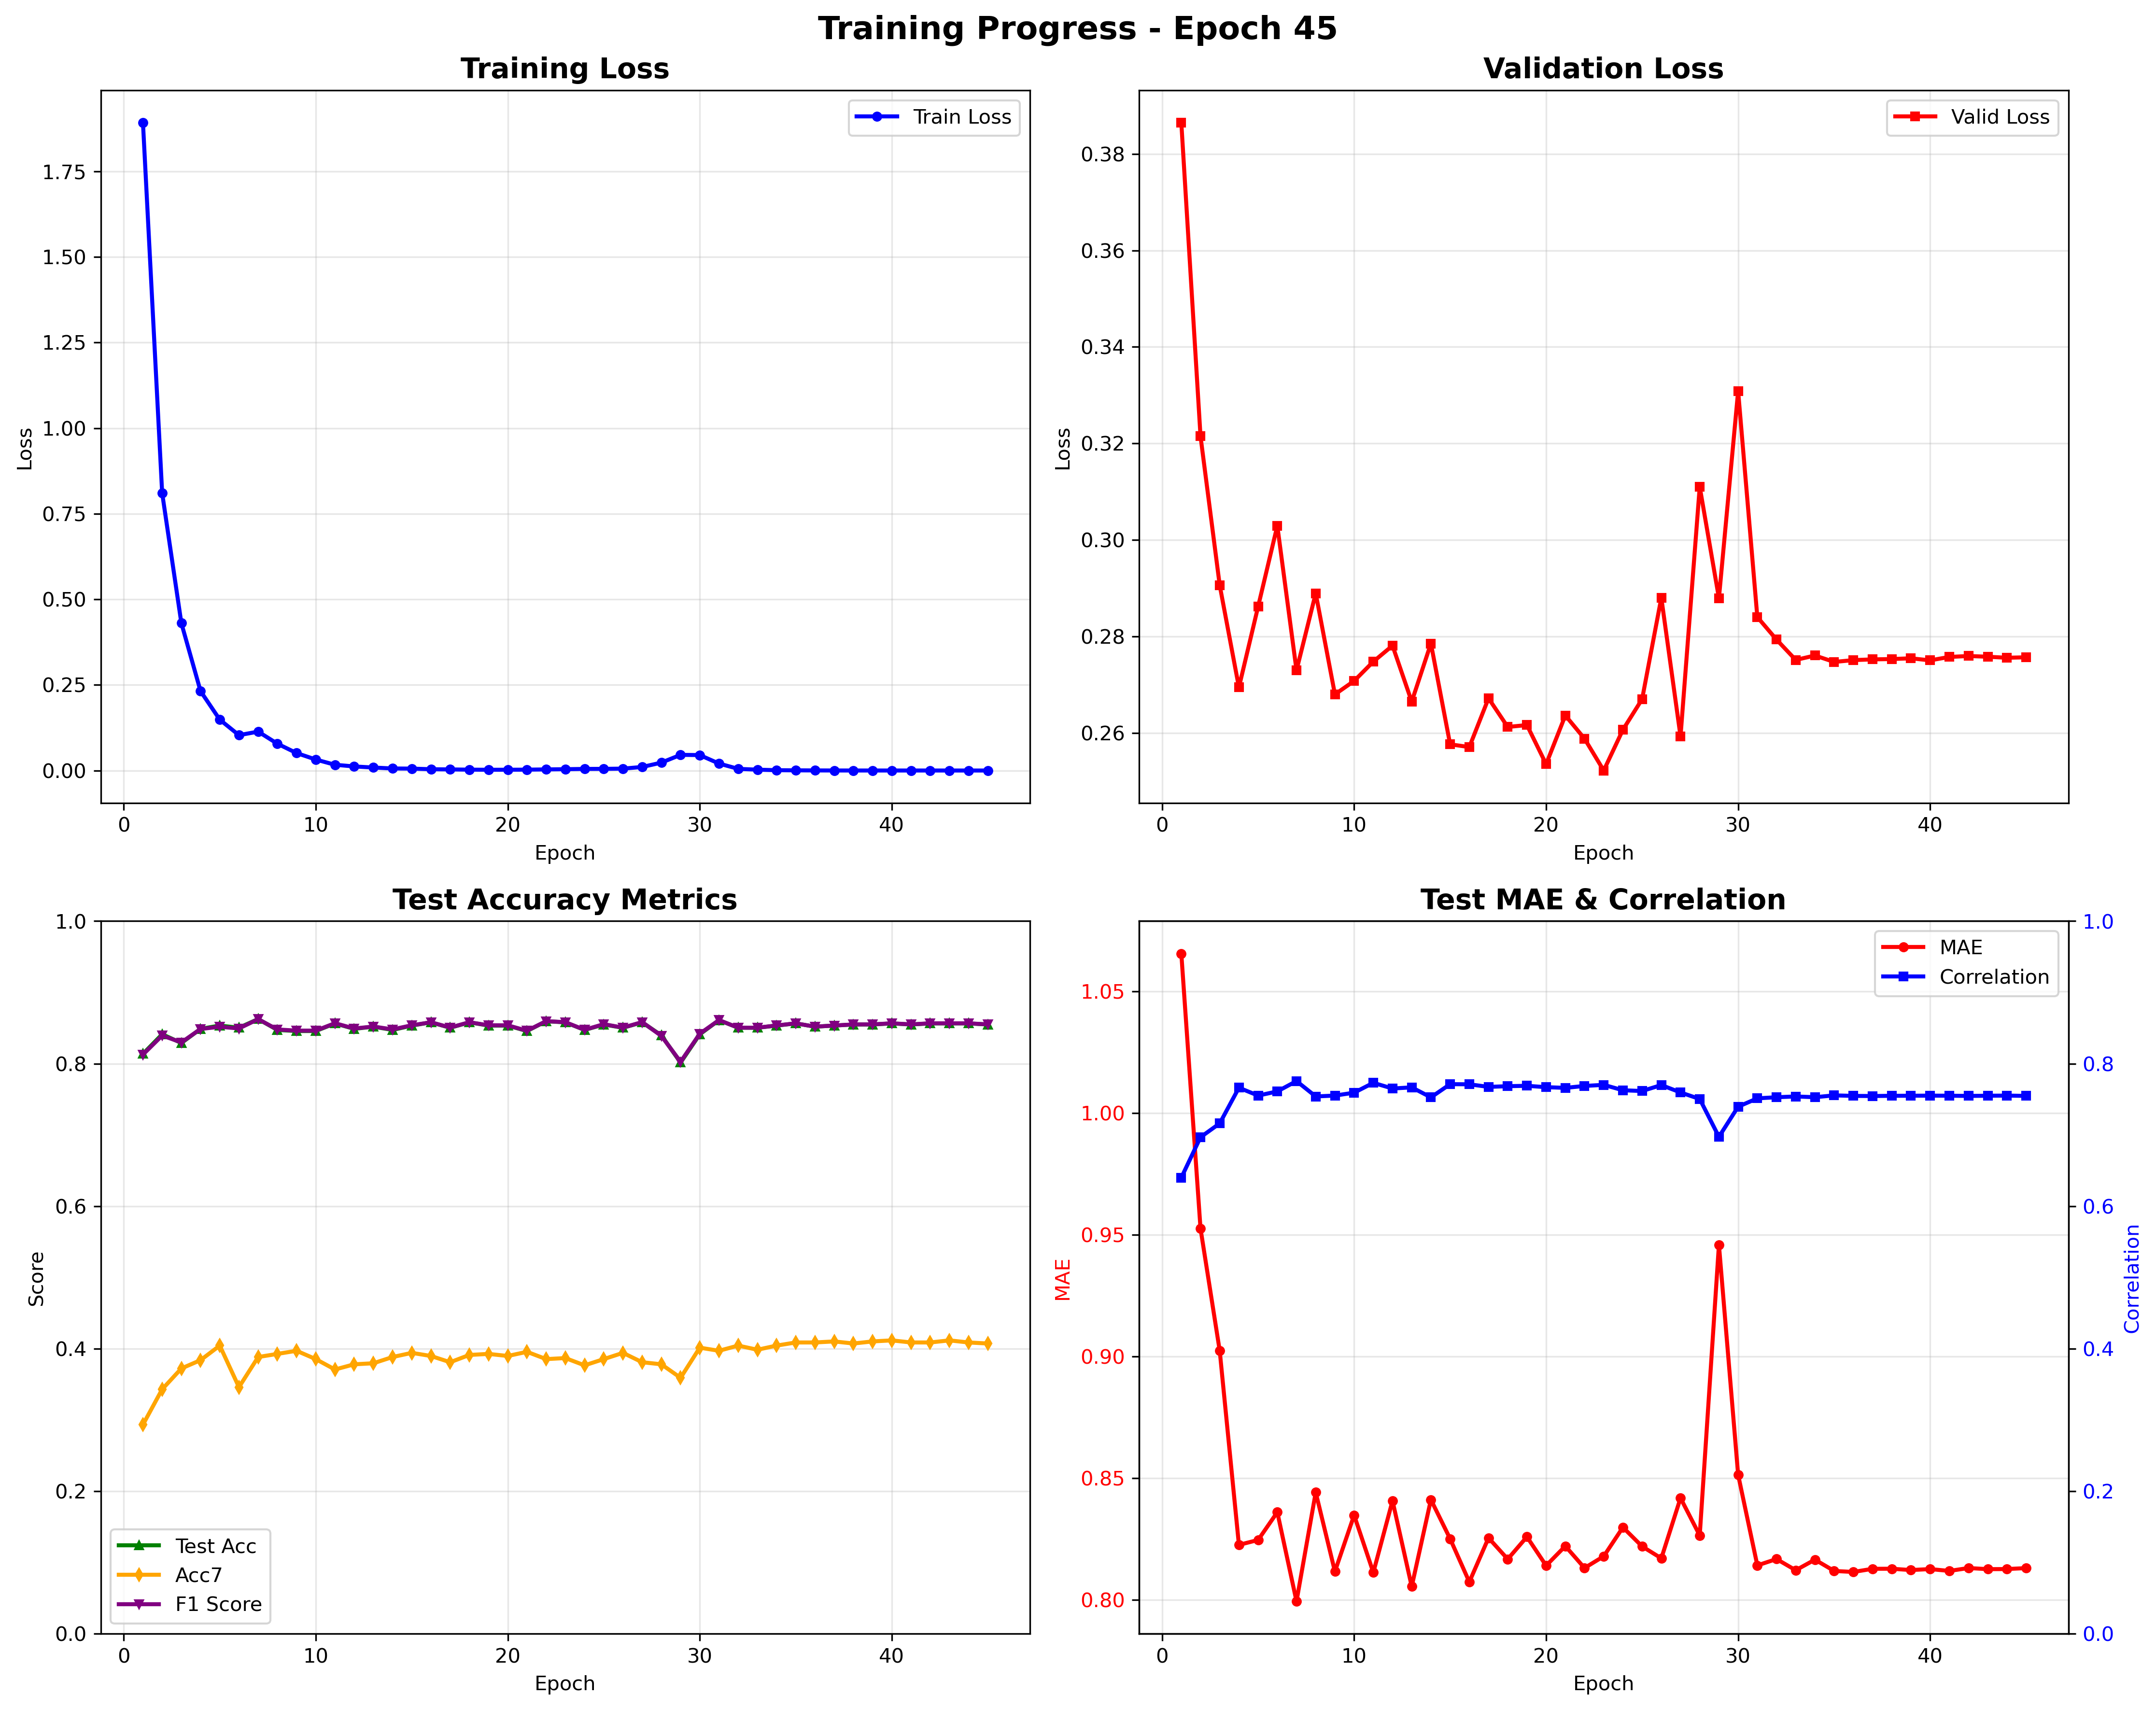 Training Progress - Epoch 45
Training Loss
Train Loss
1.75
1.50
1.25
1.00
0.75
0.50
0.25
0.00
Loss
0
10
20
30
40
Epoch
Validation Loss
Valid Loss
0.38
0.36
0.34
0.32
0.30
0.28
0.26
Loss
0
10
20
30
40
Epoch
Test Accuracy Metrics
1.0
0.8
0.6
0.4
0.2
0.0
Score
Test Acc
Acc7
F1 Score
0
10
20
30
40
Epoch
Test MAE & Correlation
MAE
Correlation
1.05
1.00
0.95
0.90
0.85
0.80
MAE
1.0
0.8
0.6
0.4
0.2
0.0
Correlation
0
10
20
30
40
Epoch